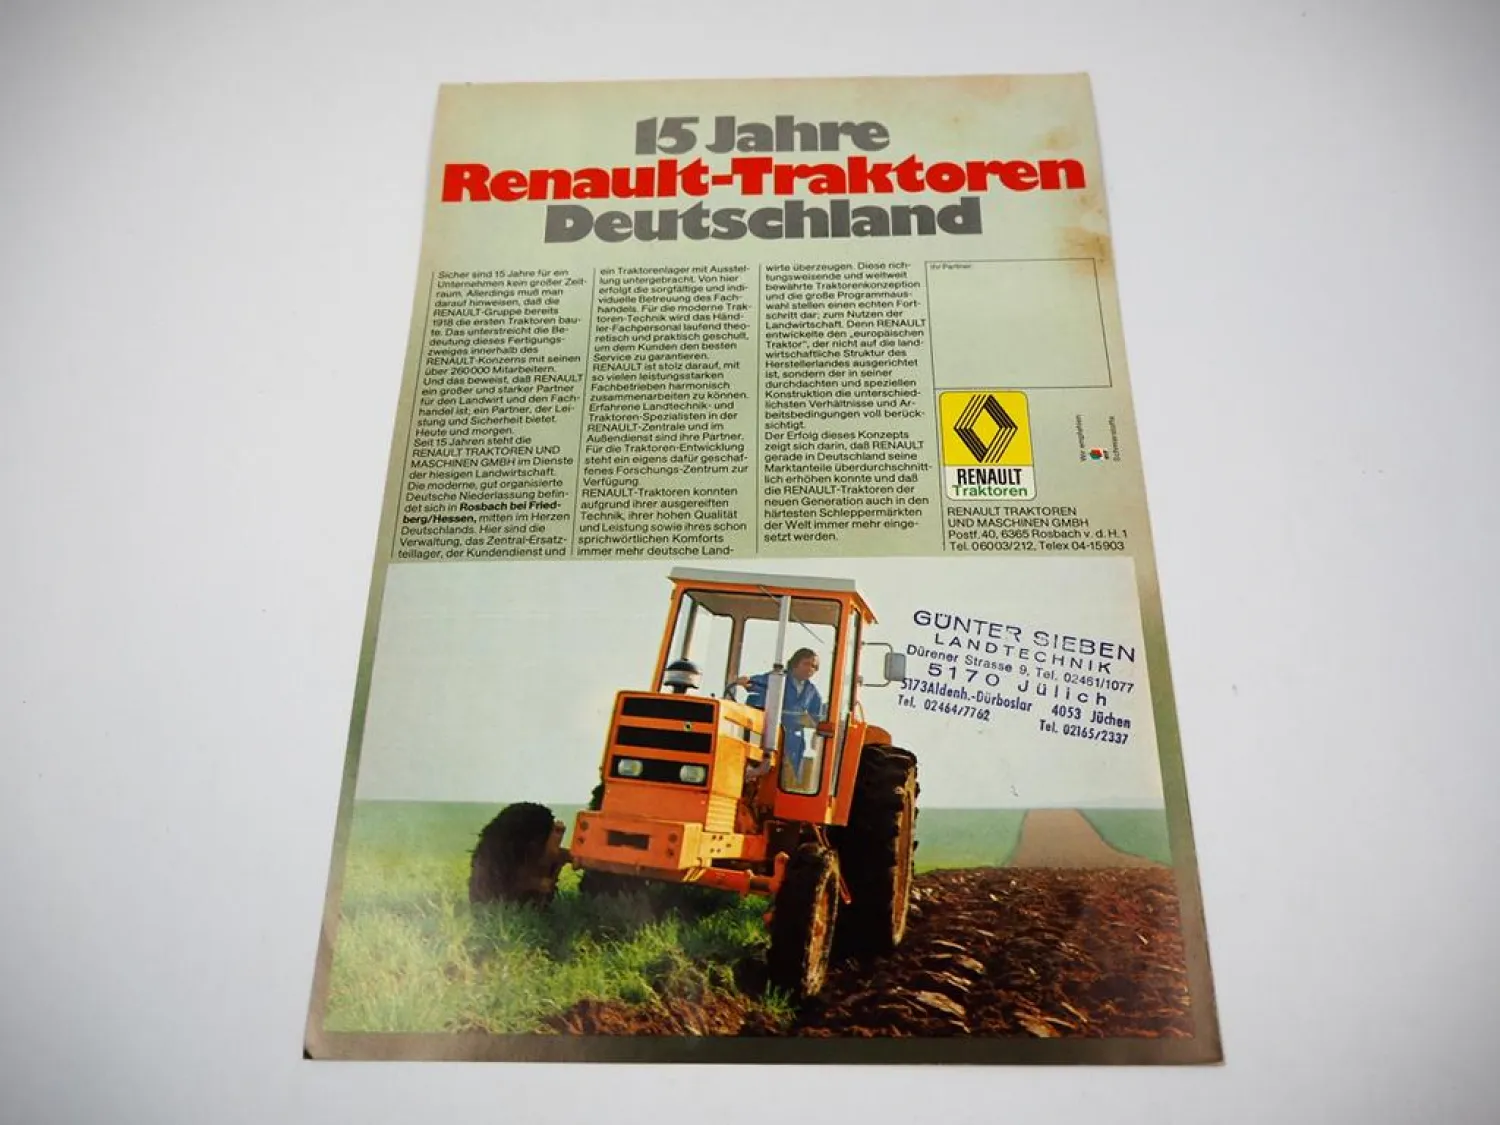 15 Jahre
Renault-Traktoren
Deutschland
Sicher sind 15 Jahre für ein
Unternehmen kein großer Zeit-
raum. Allerdings muß man
darauf hinweisen, daß die
RENAULT-Gruppe bereits
1918 die ersten Traktoren bau-
te. Das unterstreicht die Be-
deutung dieses Fertigungs-
zweiges innerhalb des
RENAULT-Konzerns mit seinen
über 260000 Mitarbeitern.
Und das beweist, daß RENAULT
ein großer und starker Partner
für den Landwirt und den Fach-
handel ist; ein Partner, der Lei-
stung und Sicherheit bietet.
Heute und morgen.
Seit 15 Jahren steht die
RENAULT TRAKTOREN UND
MASCHINEN GMBH im Dienste
der hiesigen Landwirtschaft.
Die moderne, gut organisierte
Deutsche Niederlassung befin-
det sich in Rosbach bei Fried-
berg/Hessen, mitten im Herzen
Deutschlands. Hier sind die
Verwaltung, das Zentral-Ersatz-
teillager, der Kundendienst und
ein Traktorenlager mit Ausstel-
lung untergebracht. Von hier
erfolgt die sorgfältige und indi-
viduelle Betreuung des Fach-
handels. Für die moderne Trak-
toren-Technik wird das Händ-
ler-Fachpersonal laufend theo-
retisch und praktisch geschult,
um dem Kunden den besten
Service zu garantieren.
RENAULT ist stolz darauf, mit
so vielen leistungsstarken
Fachbetrieben harmonisch
zusammenarbeiten zu können.
Erfahrene Landtechnik- und
Traktoren-Spezialisten in der
RENAULT-Zentrale und im
Außendienst sind ihre Partner.
Für die Traktoren-Entwicklung
steht ein eigens dafür geschaf-
fenes Forschungs-Zentrum zur
Verfügung.
RENAULT-Traktoren konnten
aufgrund ihrer ausgereiften
Technik, ihrer hohen Qualität
und Leistung sowie ihres schon
sprichwörtlichen Komforts
immer mehr deutsche Land-
wirte überzeugen. Diese rich-
tungsweisende und weltweit
bewährte Traktorenkonzeption
und die große Programmaus-
wahl stellen einen echten Fort-
schritt dar; zum Nutzen der
Landwirtschaft. Denn RENAULT
entwickelte den „europäischen
Traktor", der nicht auf die land-
wirtschaftliche Struktur des
Herstellerlandes ausgerichtet
ist, sondern der in seiner
durchdachten und speziellen
Konstruktion die unterschied-
lichsten Verhältnisse und Ar-
beitsbedingungen voll berück-
sichtigt.
Der Erfolg dieses Konzepts
zeigt sich darin, daß RENAULT
gerade in Deutschland seine
Marktanteile überdurchschnitt-
lich erhöhen konnte und daß
die RENAULT-Traktoren der
neuen Generation auch in den
härtesten Schleppermärkten
der Welt immer mehr einge-
setzt werden.
Ihr Partner:
RENAULT
Traktoren
Wir empfehlen
elf
Schmierstoffe
RENAULT TRAKTOREN
UND MASCHINEN GMBH
Postf. 40, 6365 Rosbach v. d. H. 1
Tel. 06003/212, Telex 04-15903
GÜNTER SIEBEN
LANDTECHNIK
Dürener Strasse 9, Tel. 02461/1077
5170 Jülich
5173 Aldenh.-Dürboslar 4053 Jüchen
Tel. 02464/7762 Tel. 02165/2337